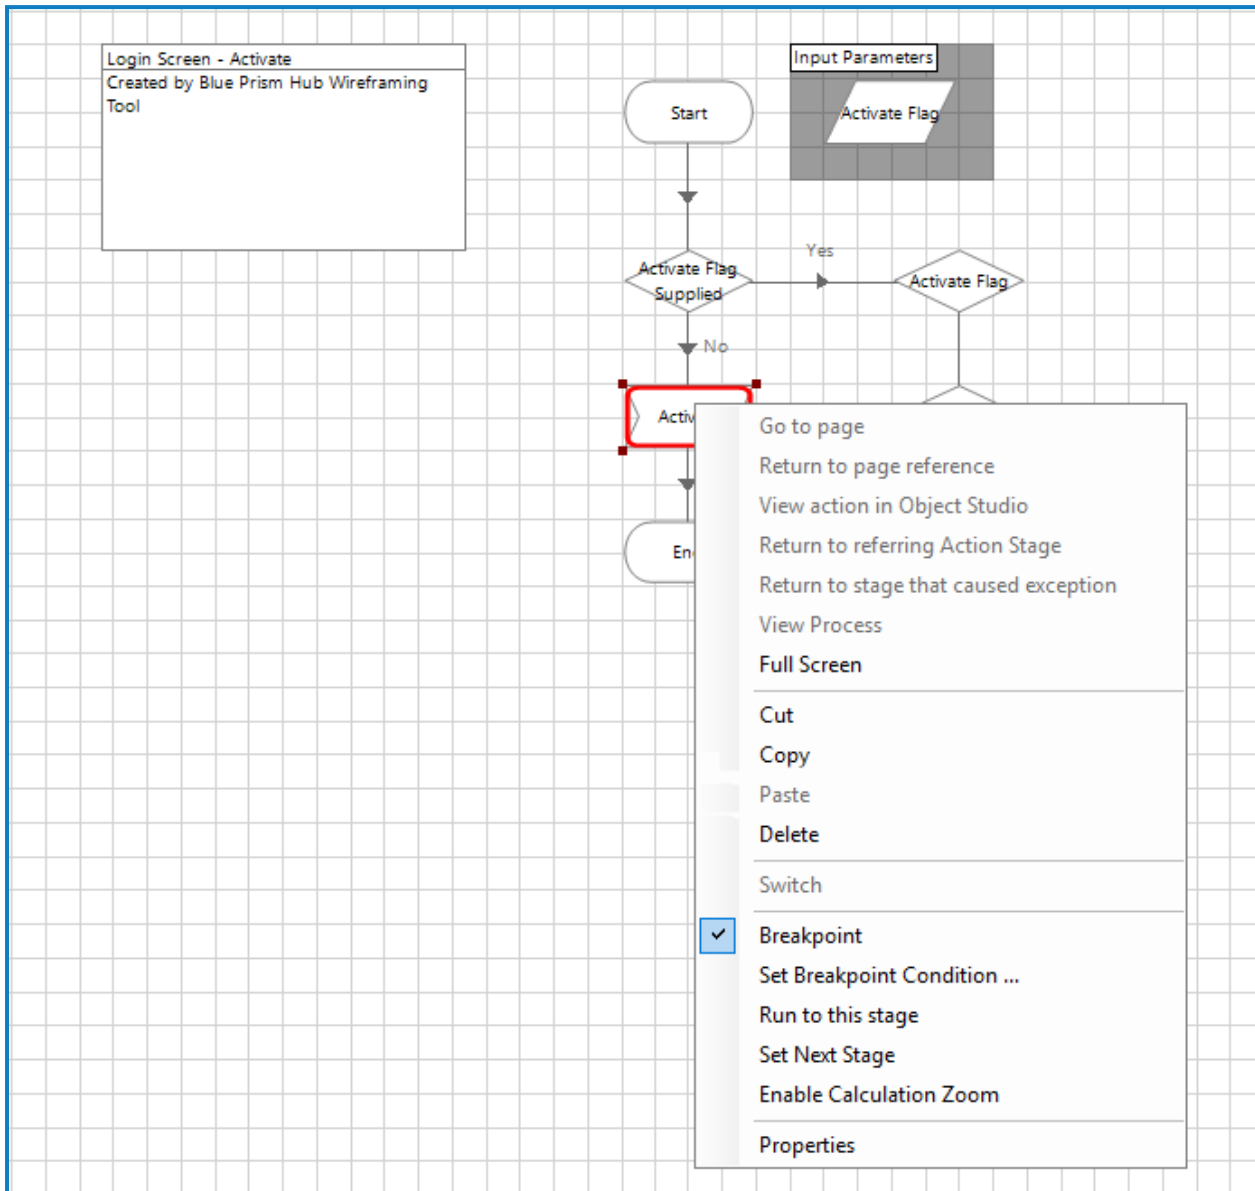 Login Screen - Activate
Created by Blue Prism Hub Wireframing
Tool
Start
Input Parameters
Activate Flag
Activate Flag
Supplied
Yes
Activate Flag
No
Go to page
Return to page reference
View action in Object Studio
Return to referring Action Stage
Return to stage that caused exception
View Process
Full Screen
Cut
Copy
Paste
Delete
Switch
Breakpoint
Set Breakpoint Condition ...
Run to this stage
Set Next Stage
Enable Calculation Zoom
Properties